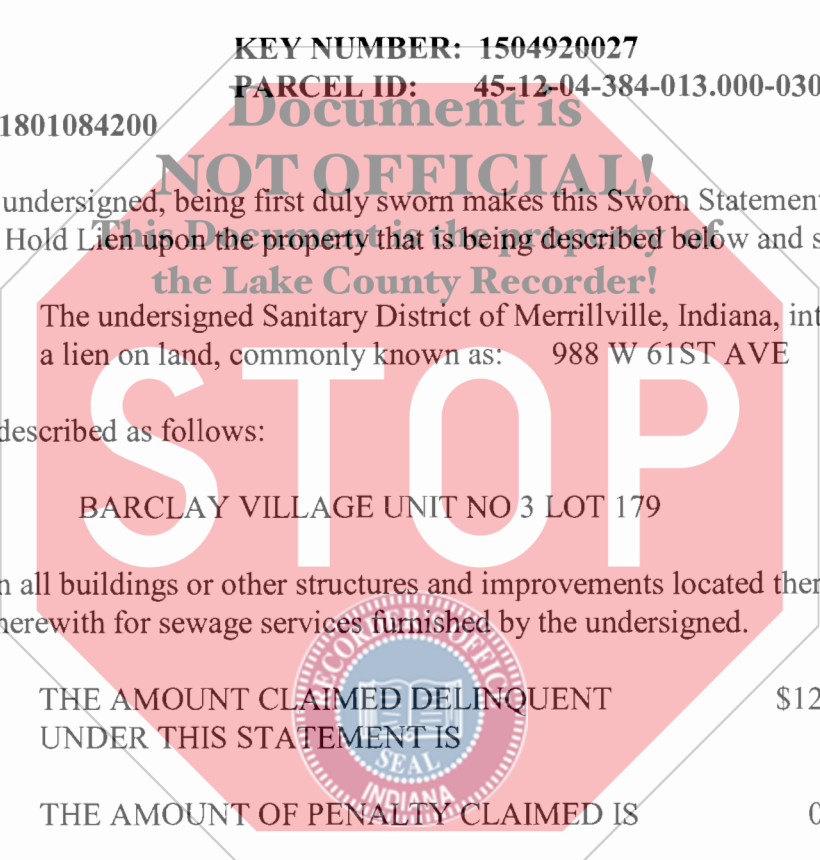 KEY NUMBER: 1504920027
PARCEL ID: 45-12-04-384-013.000-030
Document is
1801084200
NOT OFFICIAL!
undersigned, being first duly sworn makes this Sworn Statement
This Document is the property of
Hold Lien upon the property that is being described below and s
the Lake County Recorder!
The undersigned Sanitary District of Merrillville, Indiana, int
a lien on land, commonly known as: 988 W 61ST AVE
STOP
described as follows:
BARCLAY VILLAGE UNIT NO 3 LOT 179
n all buildings or other structures and improvements located ther
herewith for sewage services furnished by the undersigned.
RECORDER'S OFFICE
THE AMOUNT CLAIMED DELINQUENT $12
UNDER THIS STATEMENT IS
SEAL
INDIANA
THE AMOUNT OF PENALTY CLAIMED IS 0